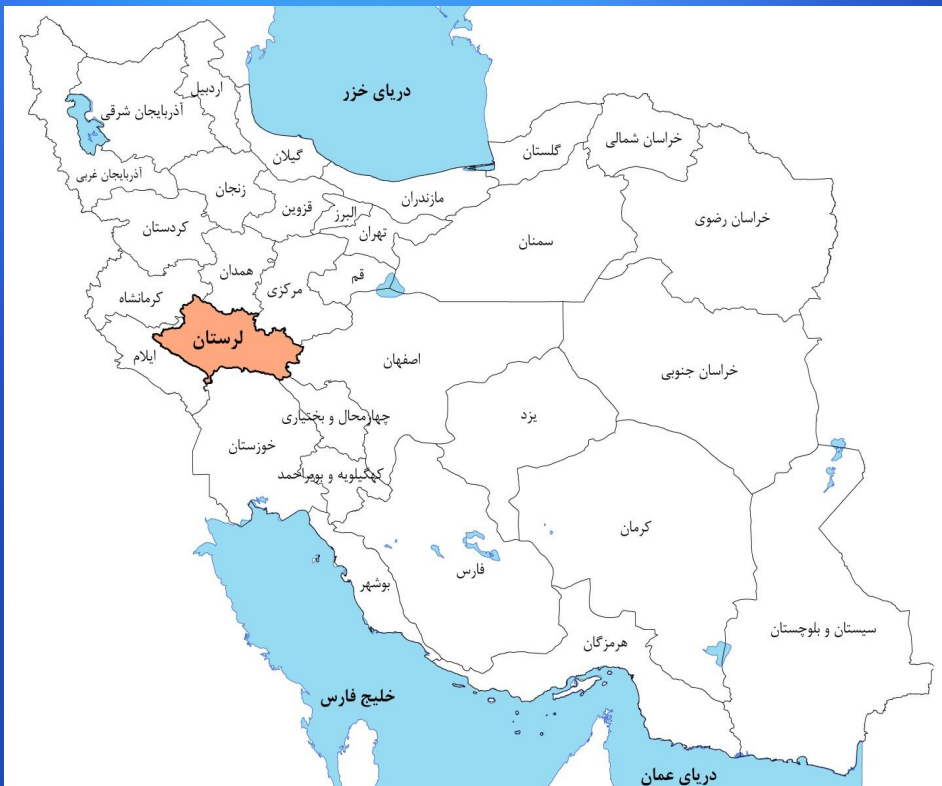 دریای خزر
اردبیل
آذربایجان شرقی
خراسان شمالی
گلستان
گیلان
آذربایجان غربی
زنجان
مازندران
خراسان رضوی
قزوین
البرز
کردستان
تهران
سمنان
همدان
قم
مرکزی
کرمانشاه
لرستان
ایلام
اصفهان
خراسان جنوبی
چهارمحال و بختیاری
یزد
خوزستان
کهگیلویه و بویراحمد
کرمان
فارس
بوشهر
سیستان و بلوچستان
هرمزگان
خلیج فارس
دریای عمان